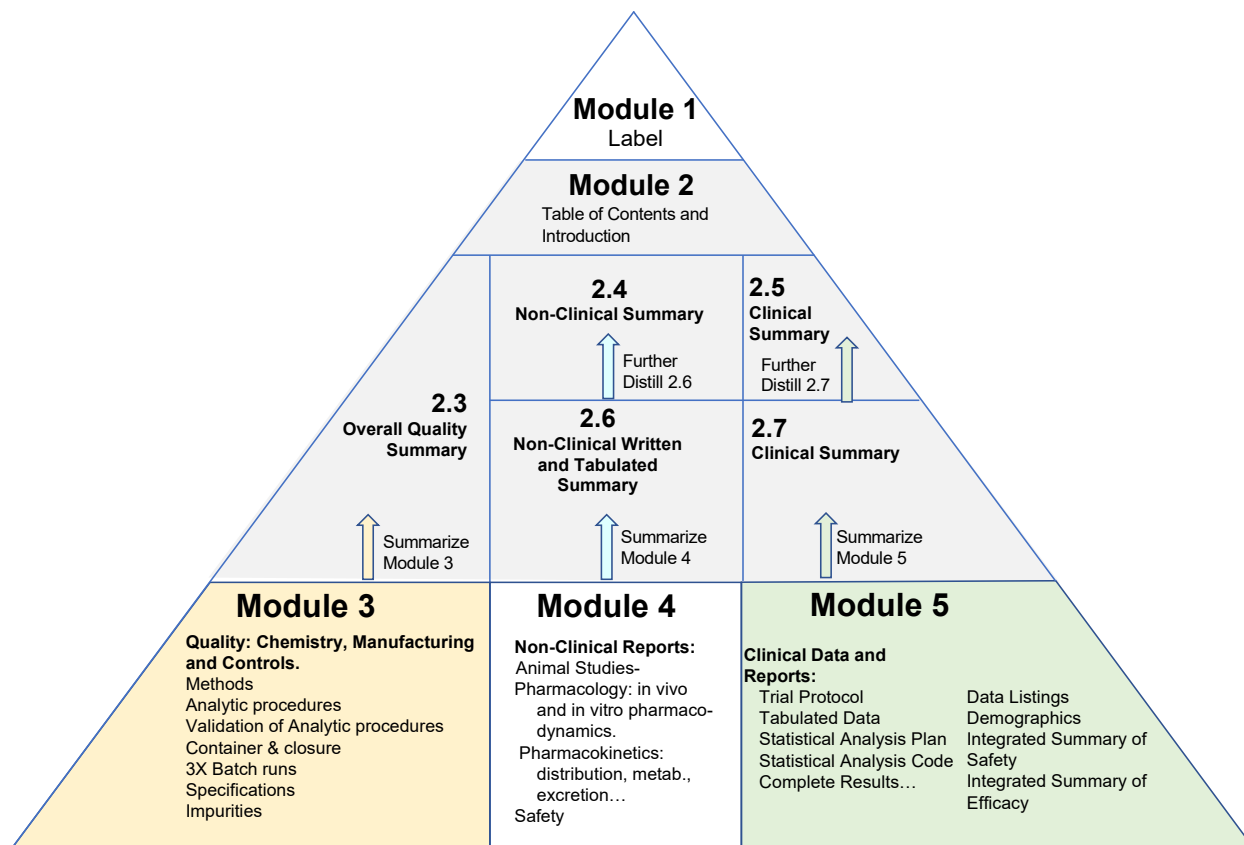 Module 1
Label
Module 2
Table of Contents and
Introduction
2.3
Overall Quality
Summary
Summarize
Module 3
2.4
Non-Clinical Summary
Further
Distill 2.6
2.6
Non-Clinical Written
and Tabulated
Summary
Summarize
Module 4
2.5
Clinical
Summary
Further
Distill 2.7
2.7
Clinical Summary
Summarize
Module 5
Module 3
Quality: Chemistry, Manufacturing
and Controls.
Methods
Analytic procedures
Validation of Analytic procedures
Container & closure
3X Batch runs
Specifications
Impurities
Module 4
Non-Clinical Reports:
Animal Studies-
Pharmacology: in vivo
and in vitro pharmaco-
dynamics.
Pharmacokinetics:
distribution, metab.,
excretion…
Safety
Module 5
Clinical Data and
Reports:
Trial Protocol
Tabulated Data
Statistical Analysis Plan
Statistical Analysis Code
Complete Results…
Data Listings
Demographics
Integrated Summary of
Safety
Integrated Summary of
Efficacy